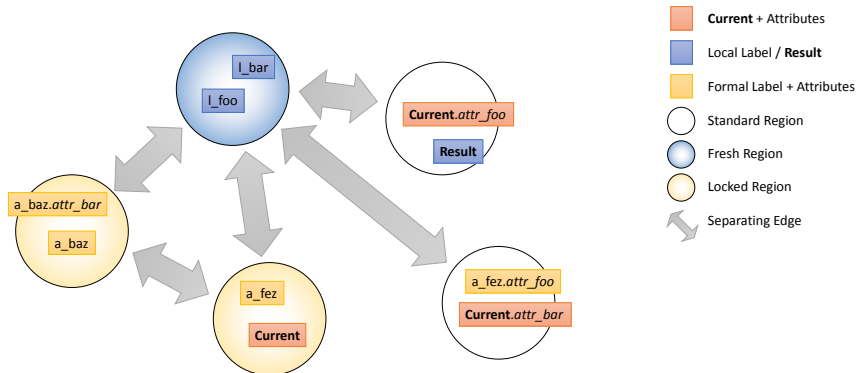 l_bar
l_foo
Current.attr_foo
Result
a_baz.attr_bar
a_baz
a_fez
Current
a_fez.attr_foo
Current.attr_bar
Current + Attributes
Local Label / Result
Formal Label + Attributes
Standard Region
Fresh Region
Locked Region
Separating Edge